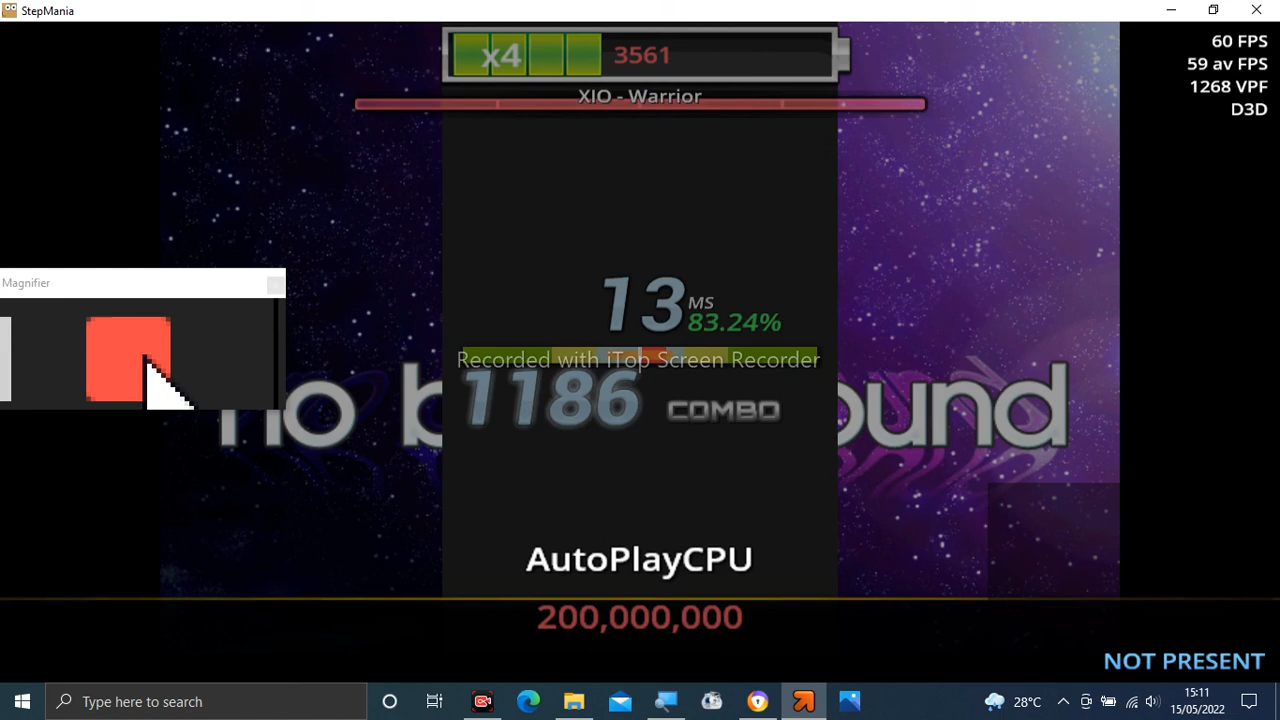 StepMania
x4 3561
60 FPS
59 av FPS
1268 VPF
D3D
XIO - Warrior
Magnifier
13 MS
83.24%
Recorded with iTop Screen Recorder
1186 COMBO
no b ound
AutoPlayCPU
200,000,000
NOT PRESENT
Type here to search
28°C
15:11
15/05/2022